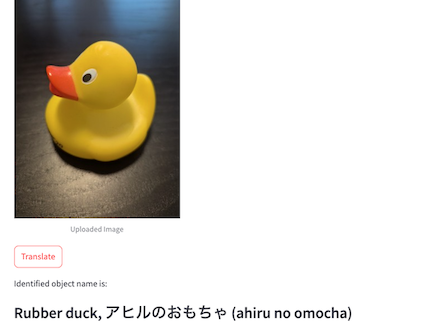 Uploaded Image
Translate
Identified object name is:
Rubber duck, アヒルのおもちゃ (ahiru no omocha)